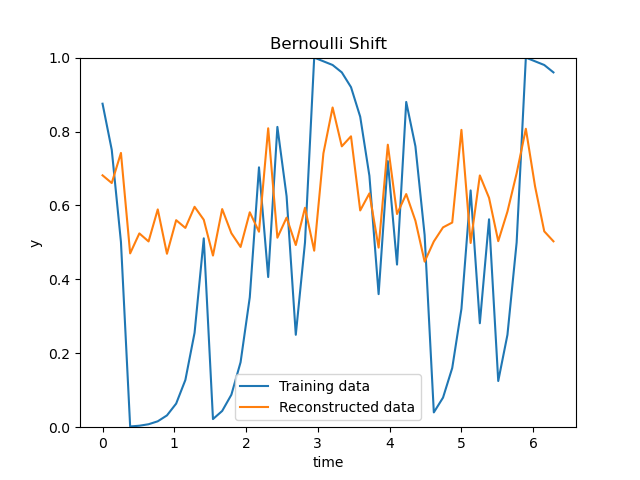 Bernoulli Shift
1.0
0.8
0.6
0.4
0.2
0.0
y
0 1 2 3 4 5 6
time
Training data
Reconstructed data